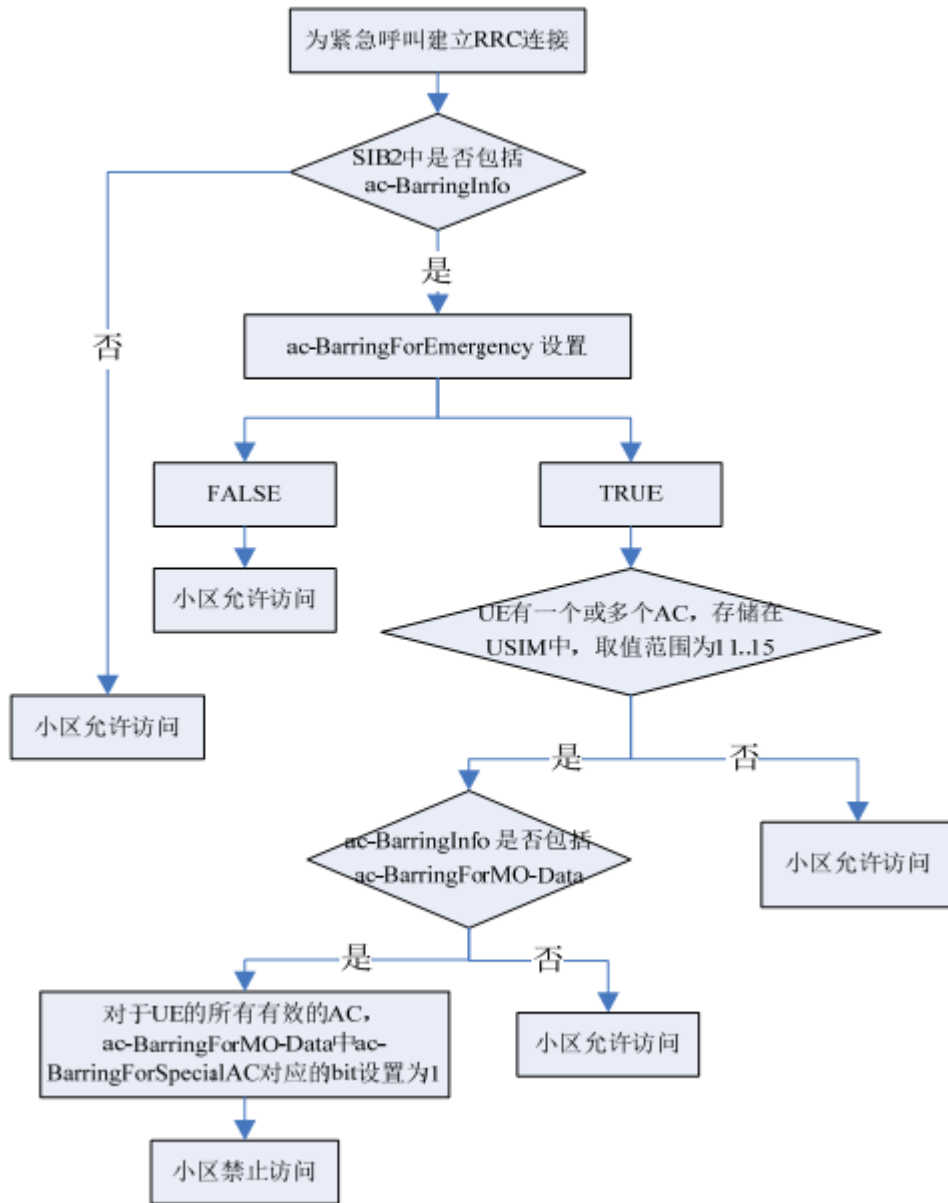 为紧急呼叫建立RRC连接
SIB2中是否包括
ac-BarringInfo
是
否
ac-BarringForEmergency 设置
FALSE
TRUE
小区允许访问
UE有一个或多个AC，存储在
USIM中，取值范围为11..15
小区允许访问
是
否
ac-BarringInfo 是否包括
ac-BarringForMO-Data
小区允许访问
是
否
对于UE的所有有效的AC，
ac-BarringForMO-Data中ac-
BarringForSpecialAC对应的bit设置为1
小区允许访问
小区禁止访问